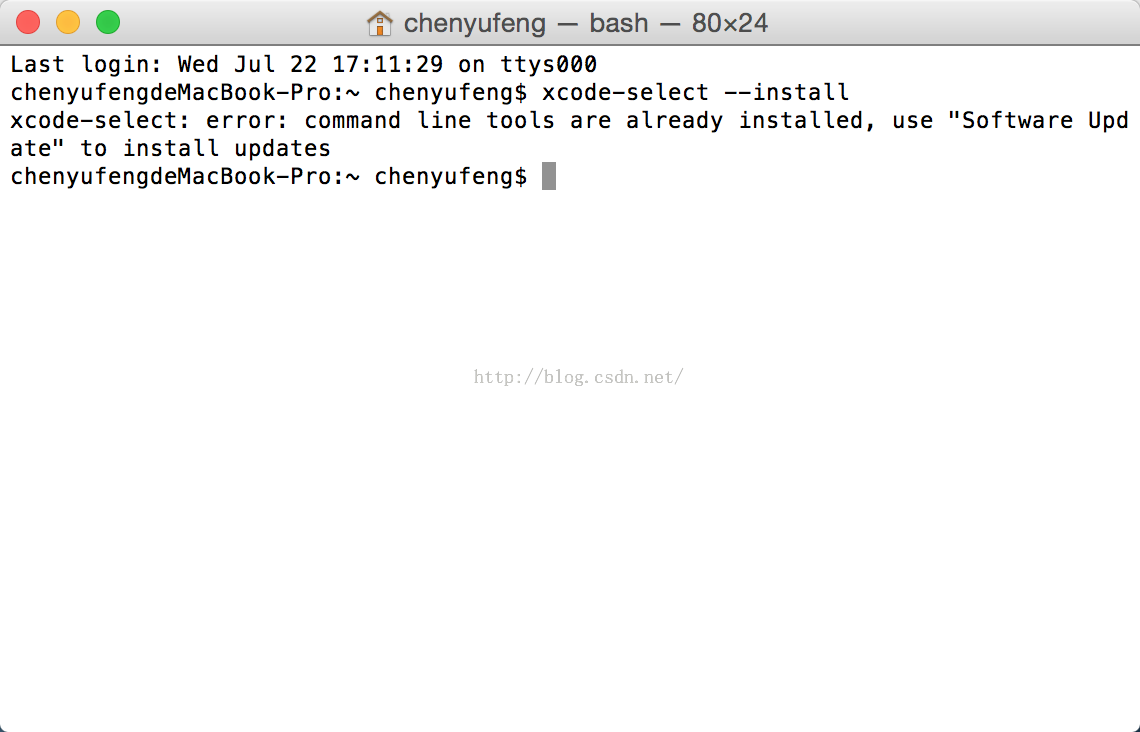 chenyufeng — bash — 80×24
Last login: Wed Jul 22 17:11:29 on ttys000
chenyufengdeMacBook-Pro:~ chenyufeng$ xcode-select --install
xcode-select: error: command line tools are already installed, use "Software Upd
ate" to install updates
chenyufengdeMacBook-Pro:~ chenyufeng$
http://blog.csdn.net/